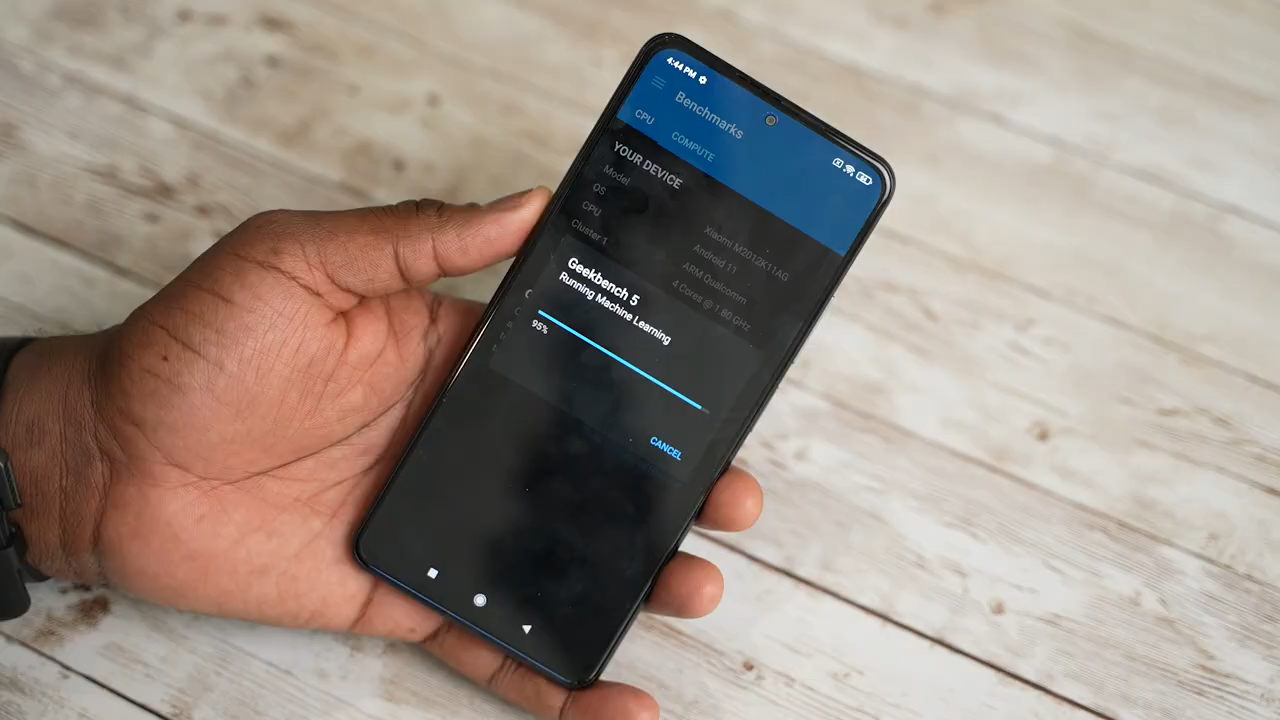 4:44 PM
Benchmarks
CPU
COMPUTE
YOUR DEVICE
Model
Xiaomi M2012K11AG
OS
Android 11
CPU
ARM Qualcomm
Cluster 1
4 Cores @ 1.80 GHz
Geekbench 5
Running Machine Learning
95%
CANCEL